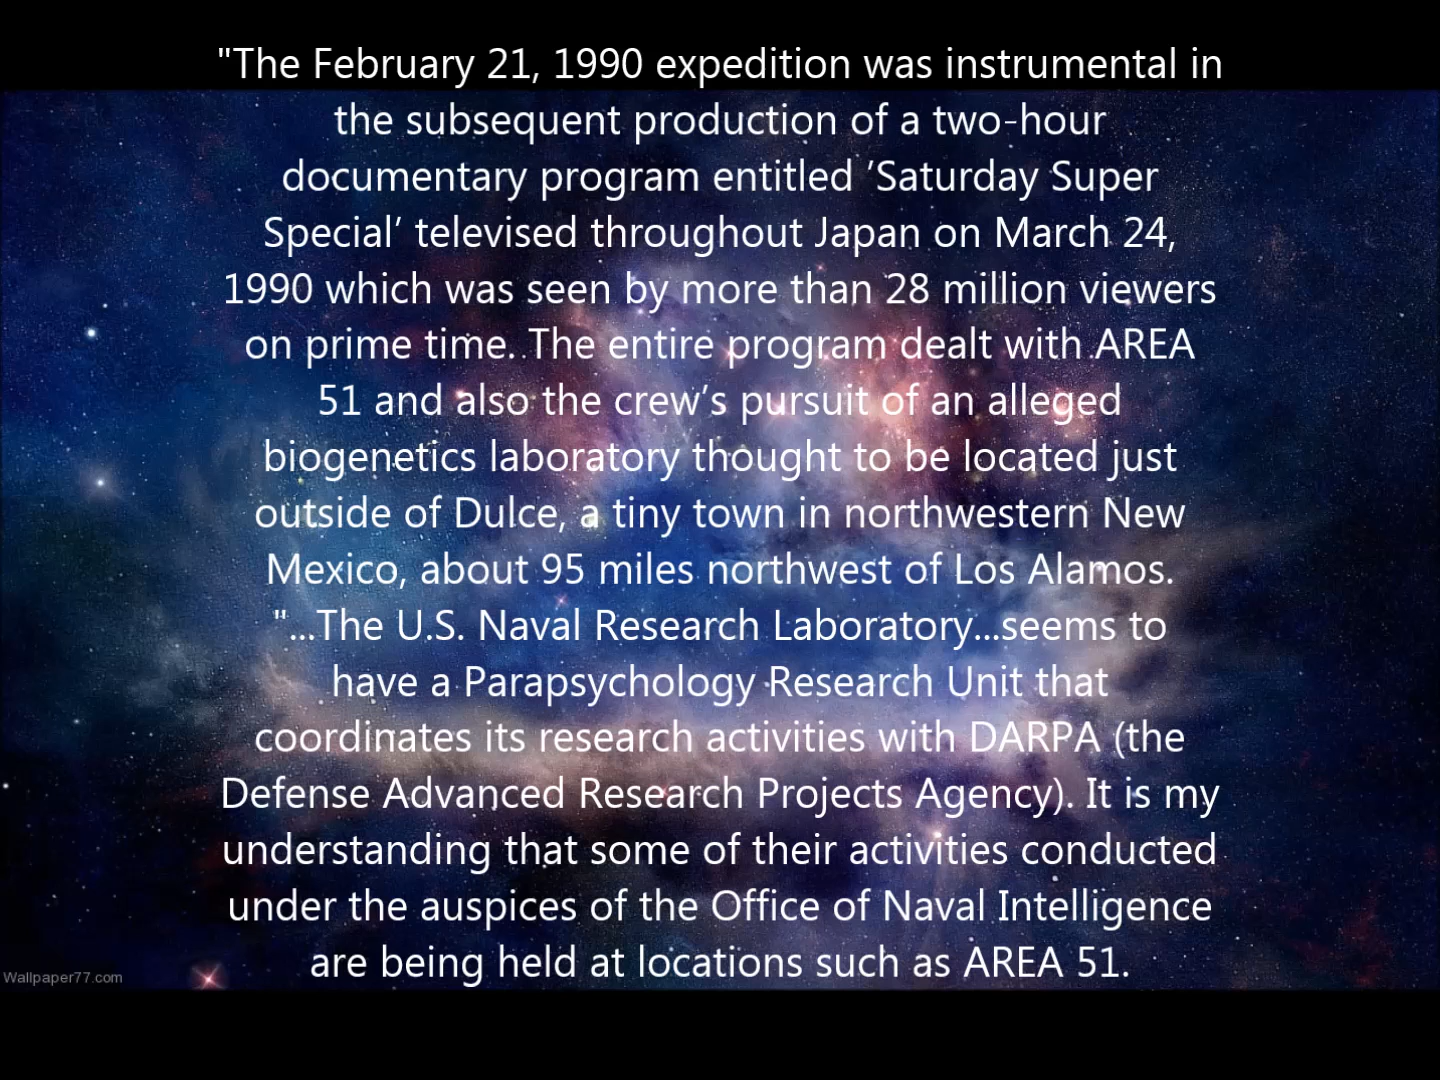 "The February 21, 1990 expedition was instrumental in
the subsequent production of a two-hour
documentary program entitled ’Saturday Super
Special’ televised throughout Japan on March 24,
1990 which was seen by more than 28 million viewers
on prime time. The entire program dealt with AREA
51 and also the crew’s pursuit of an alleged
biogenetics laboratory thought to be located just
outside of Dulce, a tiny town in northwestern New
Mexico, about 95 miles northwest of Los Alamos.
"...The U.S. Naval Research Laboratory...seems to
have a Parapsychology Research Unit that
coordinates its research activities with DARPA (the
Defense Advanced Research Projects Agency). It is my
understanding that some of their activities conducted
under the auspices of the Office of Naval Intelligence
are being held at locations such as AREA 51.
Wallpaper77.com